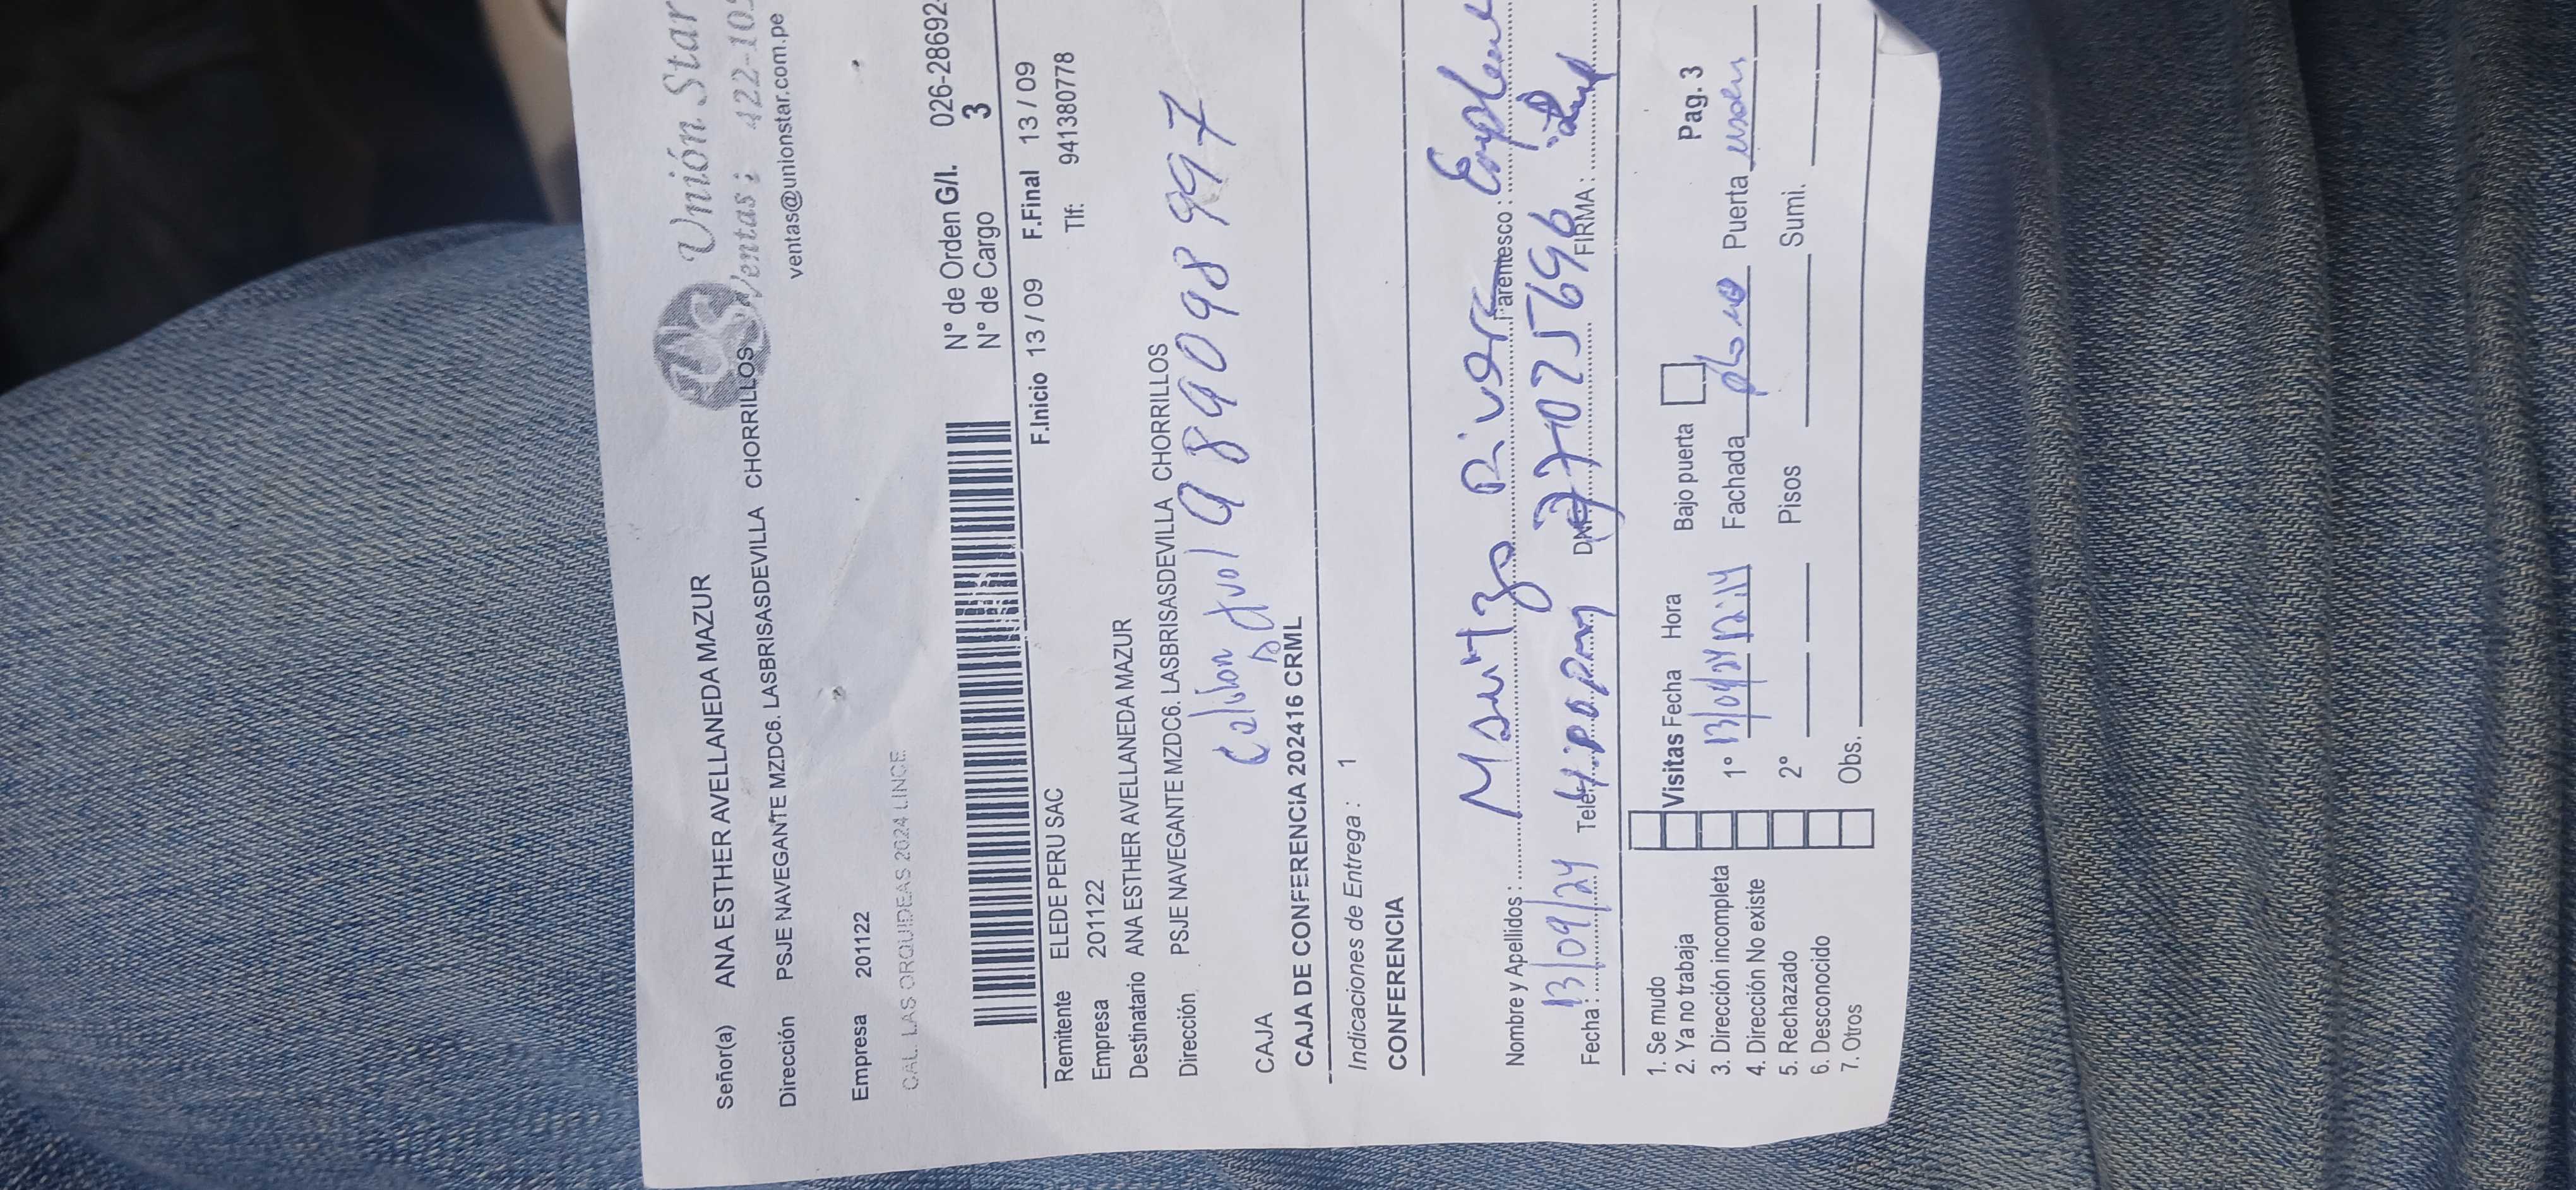 Unión Star
Ventas: 422-105
ventas@unionstar.com.pe
Señor(a) ANA ESTHER AVELLANEDA MAZUR
Dirección PSJE NAVEGANTE MZDC6. LASBRISASDEVILLA CHORRILLOS
Empresa 201122
CAL. LAS ORQUIDEAS 2024 LINCE.
N° de Orden G/I. 026-28692-
N° de Cargo 3
F.Inicio 13 / 09 F.Final 13 / 09
Remitente ELEDE PERU SAC Tlf: 941380778
Empresa 201122
Destinatario ANA ESTHER AVELLANEDA MAZUR
Dirección PSJE NAVEGANTE MZDC6. LASBRISASDEVILLA CHORRILLOS
989098997
CAJA
CAJA DE CONFERENCIA 202416 CRML
Indicaciones de Entrega : 1
CONFERENCIA
Nombre y Apellidos : Rivera Parentesco :
Fecha : 13/09/24 77025696 FIRMA :
1. Se mudo
2. Ya no trabaja
3. Dirección incompleta
4. Dirección No existe
5. Rechazado
6. Desconocido
7. Otros
Visitas Fecha Hora Bajo puerta Pag. 3
1° 13/09/24 12:14 Fachada Puerta
2° Pisos Sumi.
Obs.